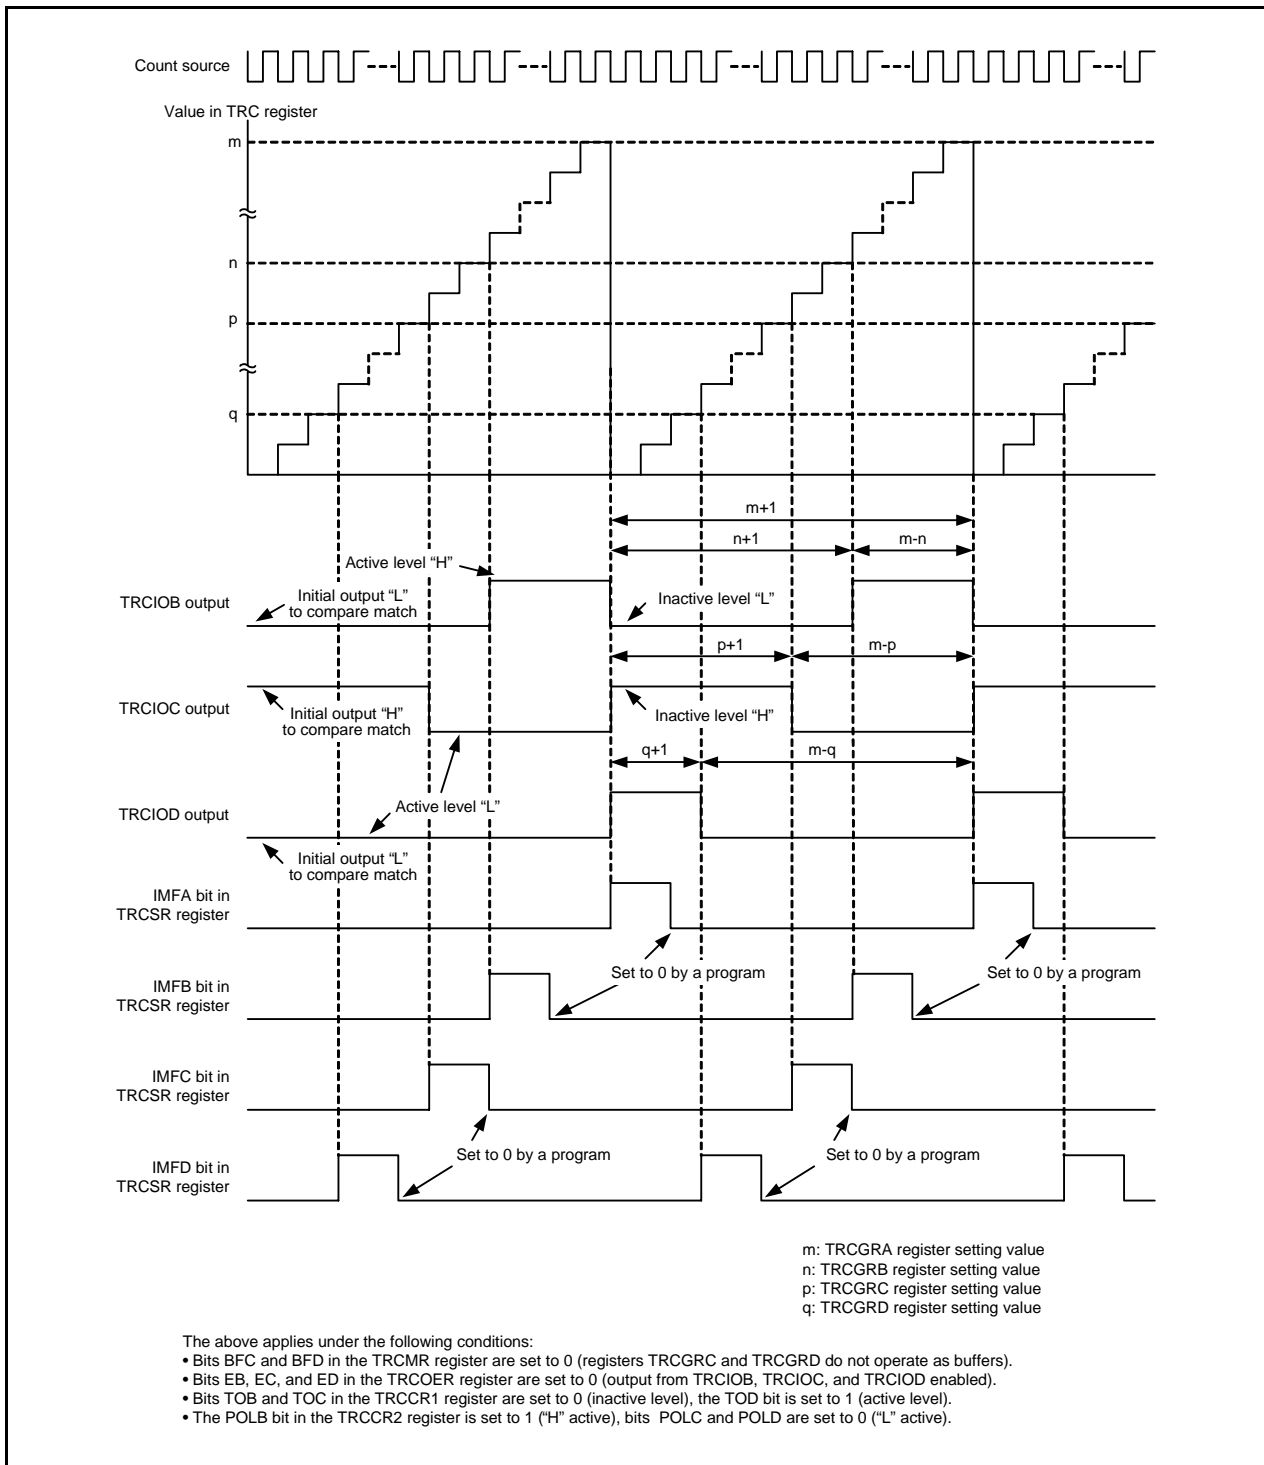 Count source
Value in TRC register
m
n
p
q
m+1
n+1
m-n
Active level “H”
TRCIOB output
Initial output “L”
to compare match
Inactive level “L”
p+1
m-p
TRCIOC output
Initial output “H”
to compare match
Inactive level “H”
q+1
m-q
TRCIOD output
Active level “L”
Initial output “L”
to compare match
IMFA bit in
TRCSR register
Set to 0 by a program
Set to 0 by a program
IMFB bit in
TRCSR register
IMFC bit in
TRCSR register
Set to 0 by a program
Set to 0 by a program
IMFD bit in
TRCSR register
m: TRCGRA register setting value
n: TRCGRB register setting value
p: TRCGRC register setting value
q: TRCGRD register setting value
The above applies under the following conditions:
• Bits BFC and BFD in the TRCMR register are set to 0 (registers TRCGRC and TRCGRD do not operate as buffers).
• Bits EB, EC, and ED in the TRCOER register are set to 0 (output from TRCIOB, TRCIOC, and TRCIOD enabled).
• Bits TOB and TOC in the TRCCR1 register are set to 0 (inactive level), the TOD bit is set to 1 (active level).
• The POLB bit in the TRCCR2 register is set to 1 (“H” active), bits POLC and POLD are set to 0 (“L” active).